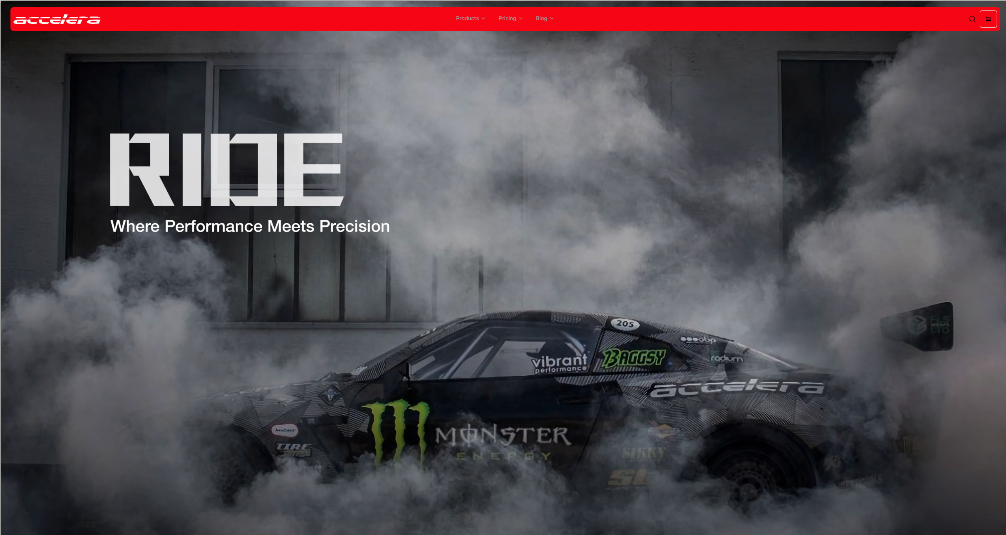 accelera
Products
Pricing
Blog
RIDE
Where Performance Meets Precision
205
vibrant
performance
BAGGSY
radium
accelera
MONSTER
ENERGY
TIRE